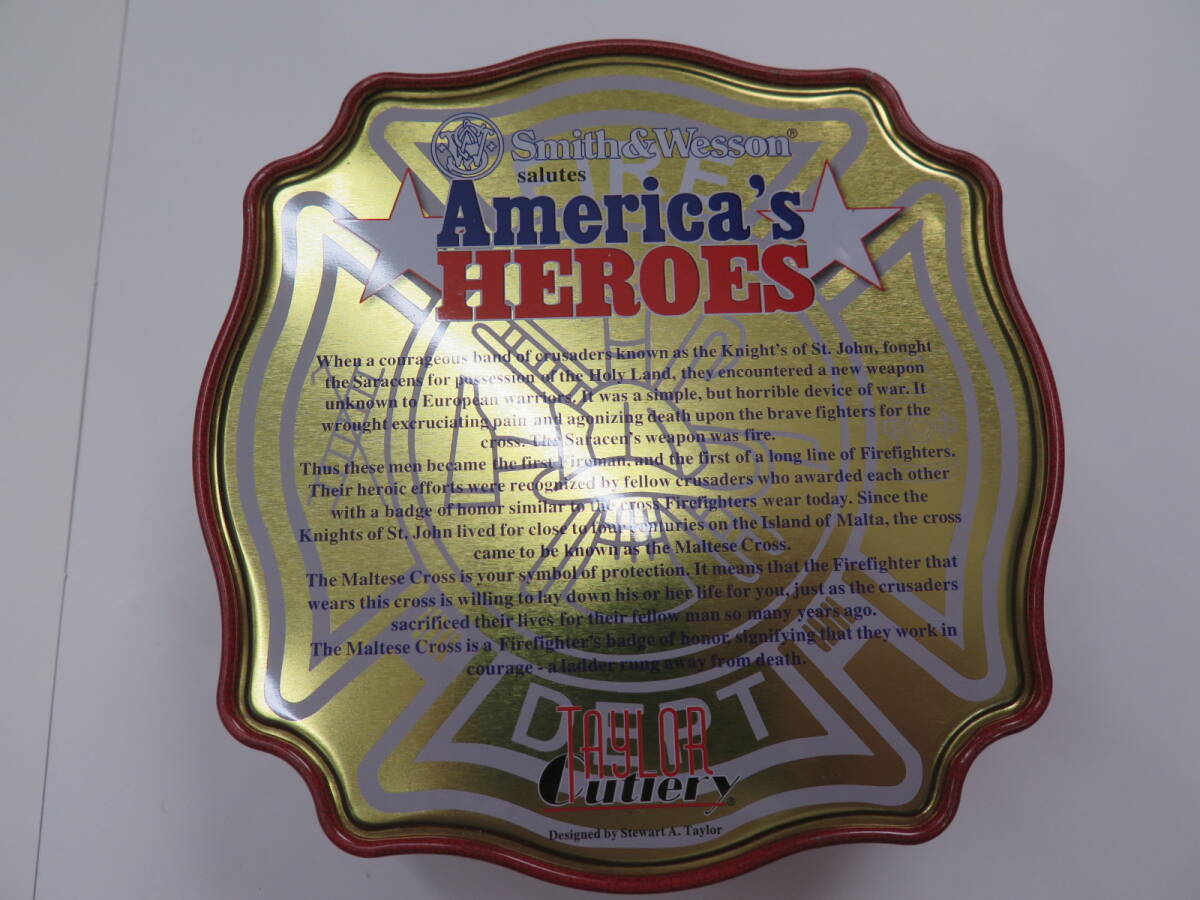 Smith & Wesson®
salutes
America's
HEROES
FIRE
When a courageous band of crusaders known as the Knight's of St. John, fought
the Saracens for possession of the Holy Land, they encountered a new weapon
unknown to European warriors. It was a simple, but horrible device of war. It
wrought excruciating pain and agonizing death upon the brave fighters for the
cross. The Saracen's weapon was fire.
Thus these men became the first Fireman, and the first of a long line of Firefighters.
Their heroic efforts were recognized by fellow crusaders who awarded each other
with a badge of honor similar to the cross Firefighters wear today. Since the
Knights of St. John lived for close to four centuries on the Island of Malta, the cross
came to be known as the Maltese Cross.
The Maltese Cross is your symbol of protection. It means that the Firefighter that
wears this cross is willing to lay down his or her life for you, just as the crusaders
sacrificed their lives for their fellow man so many years ago.
The Maltese Cross is a Firefighter's badge of honor, signifying that they work in
courage - a ladder rung away from death.
DEPT
TAYLOR
Cutlery®
Designed by Stewart A. Taylor